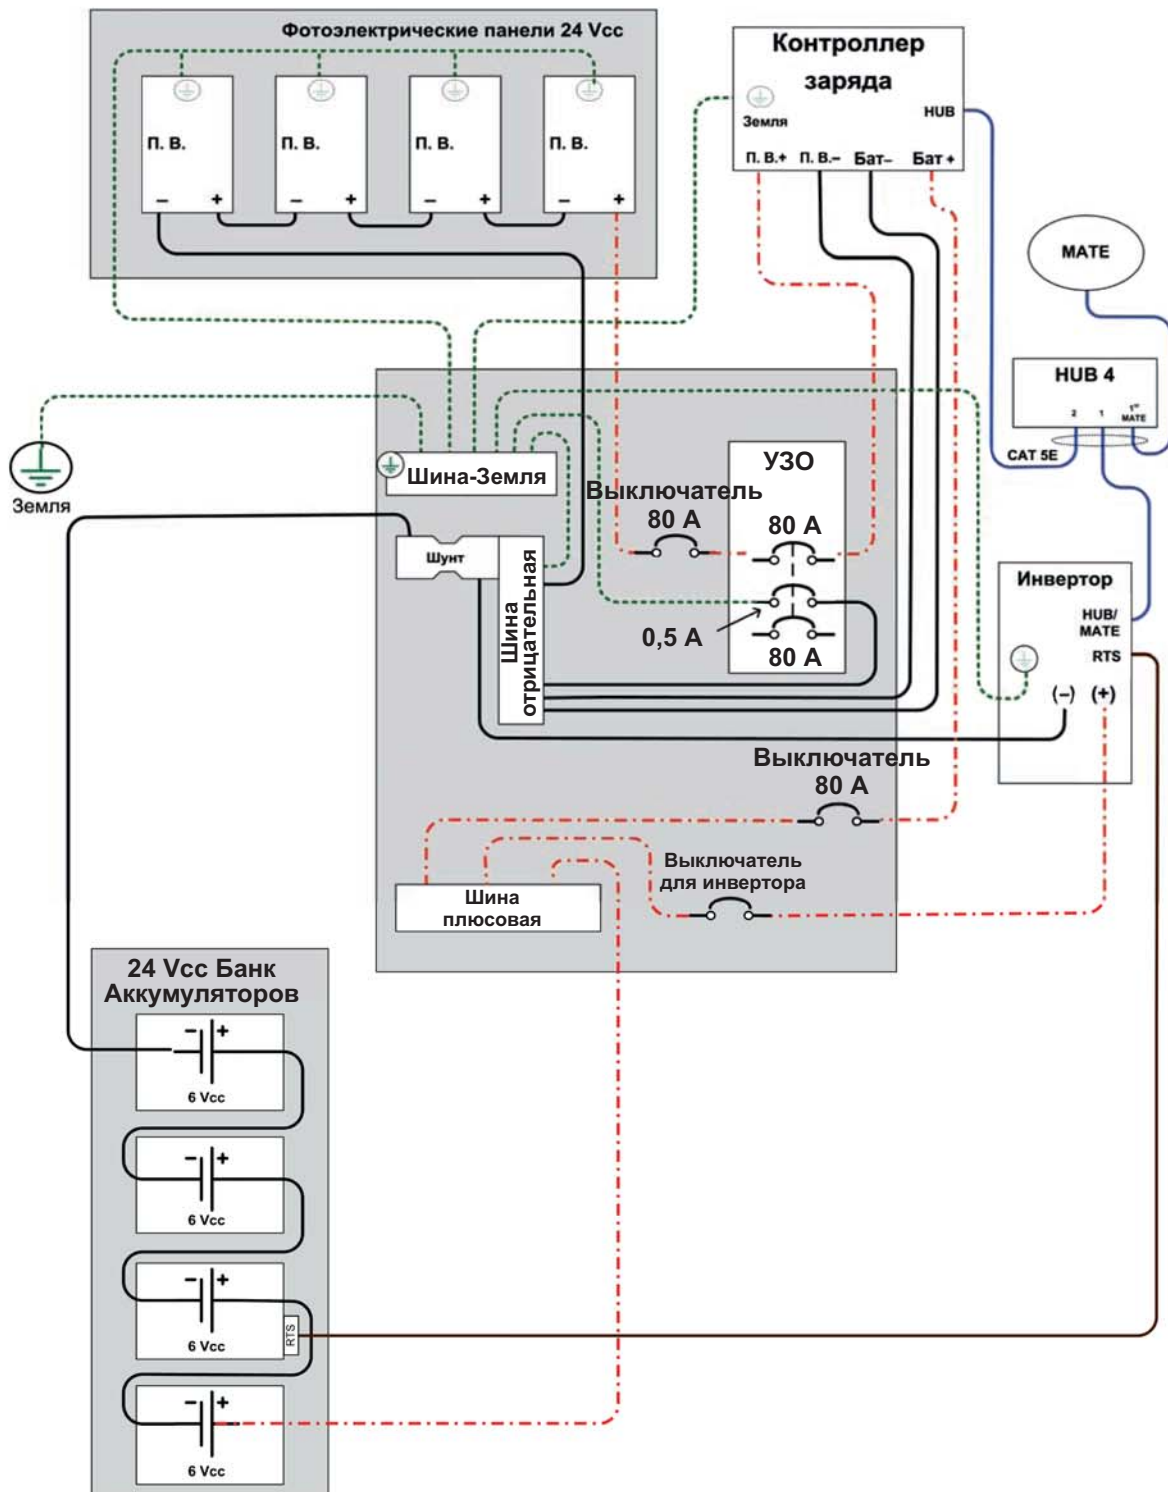 Фотоэлектрические панели 24 Vcc
П. В.
П. В.
П. В.
П. В.
– +
– +
– +
– +
Контроллер
заряда
Земля
HUB
П. В.+ П. В.– Бат– Бат +
MATE
HUB 4
2 1 1st MATE
CAT 5E
Земля
Шина-Земля
Шунт
Шина
отрицательная
Выключатель
80 А
УЗО
80 А
0,5 А
80 А
Инвертор
HUB/
MATE
RTS
(–) (+)
Выключатель
80 А
Выключатель
для инвертора
Шина
плюсовая
24 Vcc Банк
Аккумуляторов
– +
6 Vcc
– +
6 Vcc
– +
6 Vcc
RTS
– +
6 Vcc